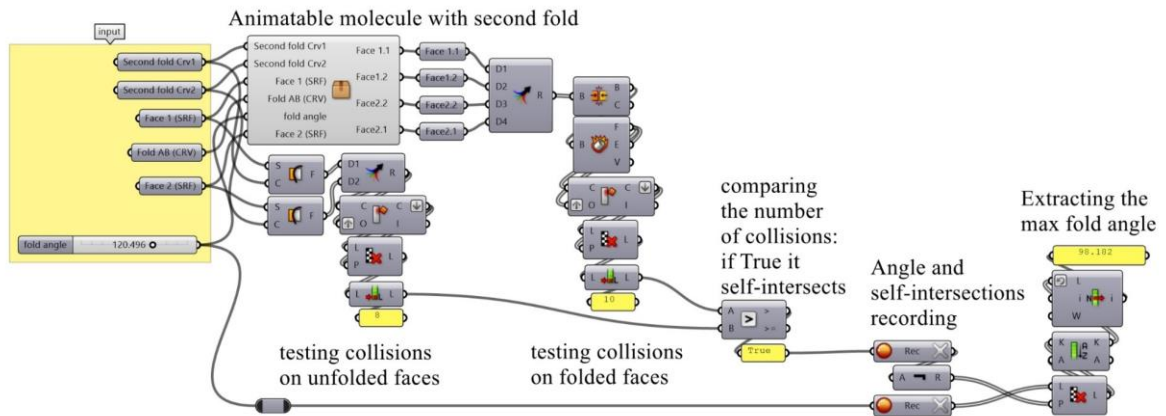 Animatable molecule with second fold
input
Second fold Crv1
Second fold Crv2
Face 1 (SRF)
Fold AB (CRV)
Face 2 (SRF)
fold angle
120.496
Second fold Crv1
Second fold Crv2
Face 1 (SRF)
Fold AB (CRV)
fold angle
Face 2 (SRF)
Face 1.1
Face1.2
Face2.2
Face2.1
Face 1.1
Face1.2
Face2.2
Face2.1
D1
D2
D3
D4
R
B
B
C
B
F
E
V
C
O
C
I
L
P
L
L
L
10
S
C
F
S
C
F
D1
D2
R
C
O
C
I
L
P
L
L
L
8
testing collisions
on unfolded faces
testing collisions
on folded faces
comparing
the number
of collisions:
if True it
self-intersects
A
B
>
>=
True
Angle and
self-intersections
recording
Rec
A
R
Rec
Extracting the
max fold angle
98.182
L
i
W
N
i
K
A
K
A
L
P
L